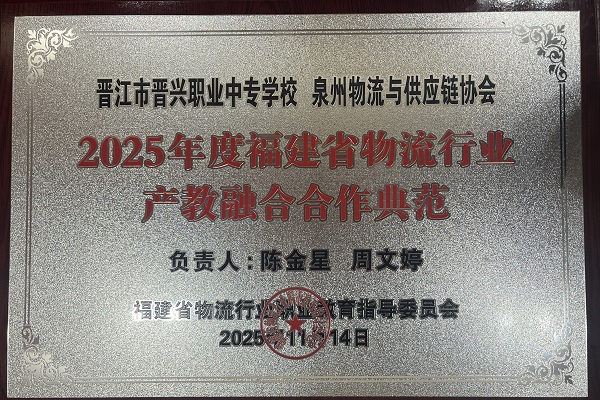 晋江市晋兴职业中专学校 泉州物流与供应链协会
2025年度福建省物流行业
产教融合合作典范
负责人:陈金星 周文婷
福建省物流行业职业教育指导委员会
2025年11月14日